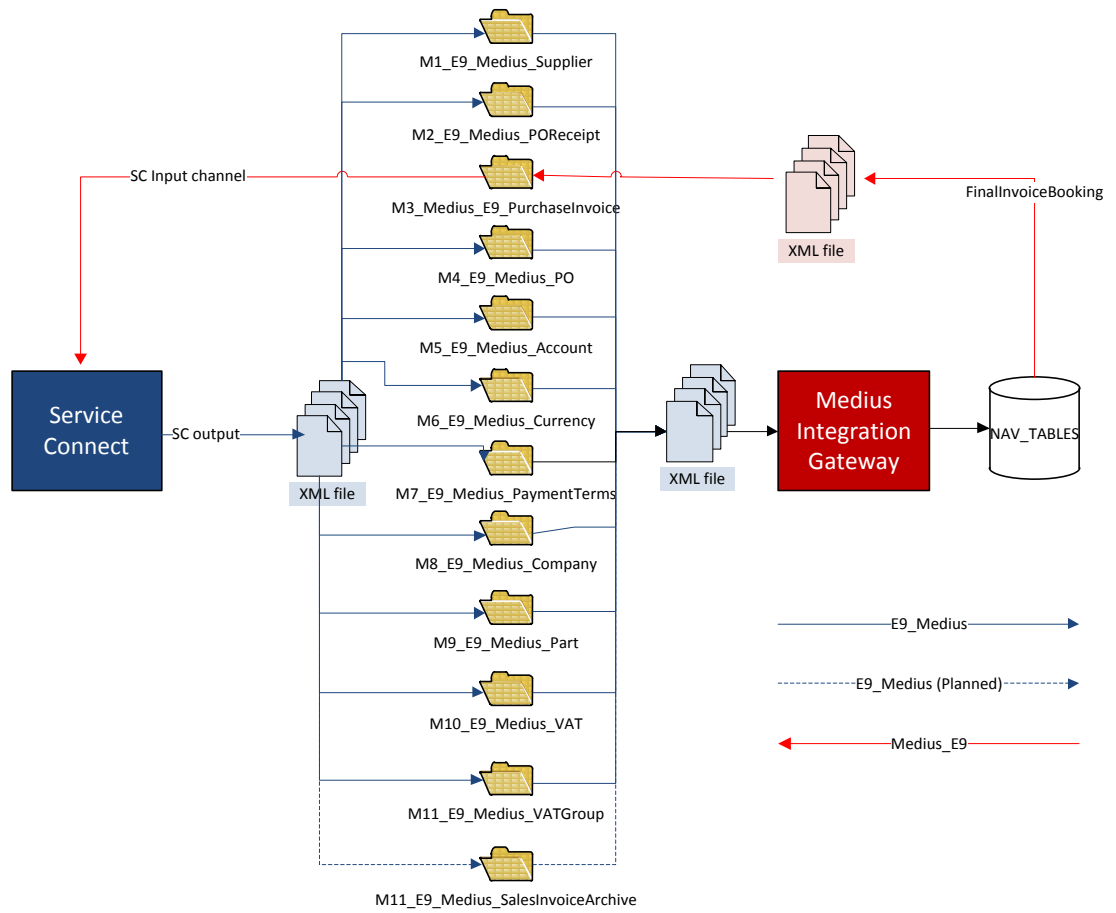 M1_E9_Medius_Supplier
M2_E9_Medius_POReceipt
SC Input channel
M3_Medius_E9_PurchaseInvoice
FinalInvoiceBooking
XML file
M4_E9_Medius_PO
M5_E9_Medius_Account
Service
Connect
SC output
XML file
M6_E9_Medius_Currency
M7_E9_Medius_PaymentTerms
XML file
Medius
Integration
Gateway
NAV_TABLES
M8_E9_Medius_Company
M9_E9_Medius_Part
M10_E9_Medius_VAT
M11_E9_Medius_VATGroup
M11_E9_Medius_SalesInvoiceArchive
E9_Medius
E9_Medius (Planned)
Medius_E9